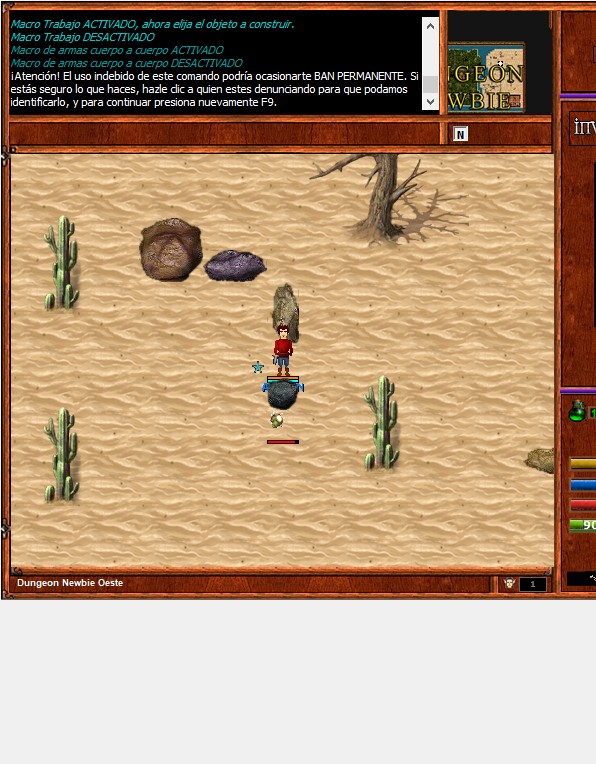 Macro Trabajo ACTIVADO, ahora elija el objeto a construir.
Macro Trabajo DESACTIVADO
Macro de armas cuerpo a cuerpo ACTIVADO
Macro de armas cuerpo a cuerpo DESACTIVADO
¡Atención! El uso indebido de este comando podría ocasionarte BAN PERMANENTE. Si
estás seguro lo que haces, hazle clic a quien estes denunciando para que podamos
identificarlo, y para continuar presiona nuevamente F9.
N
90
Dungeon Newbie Oeste
1